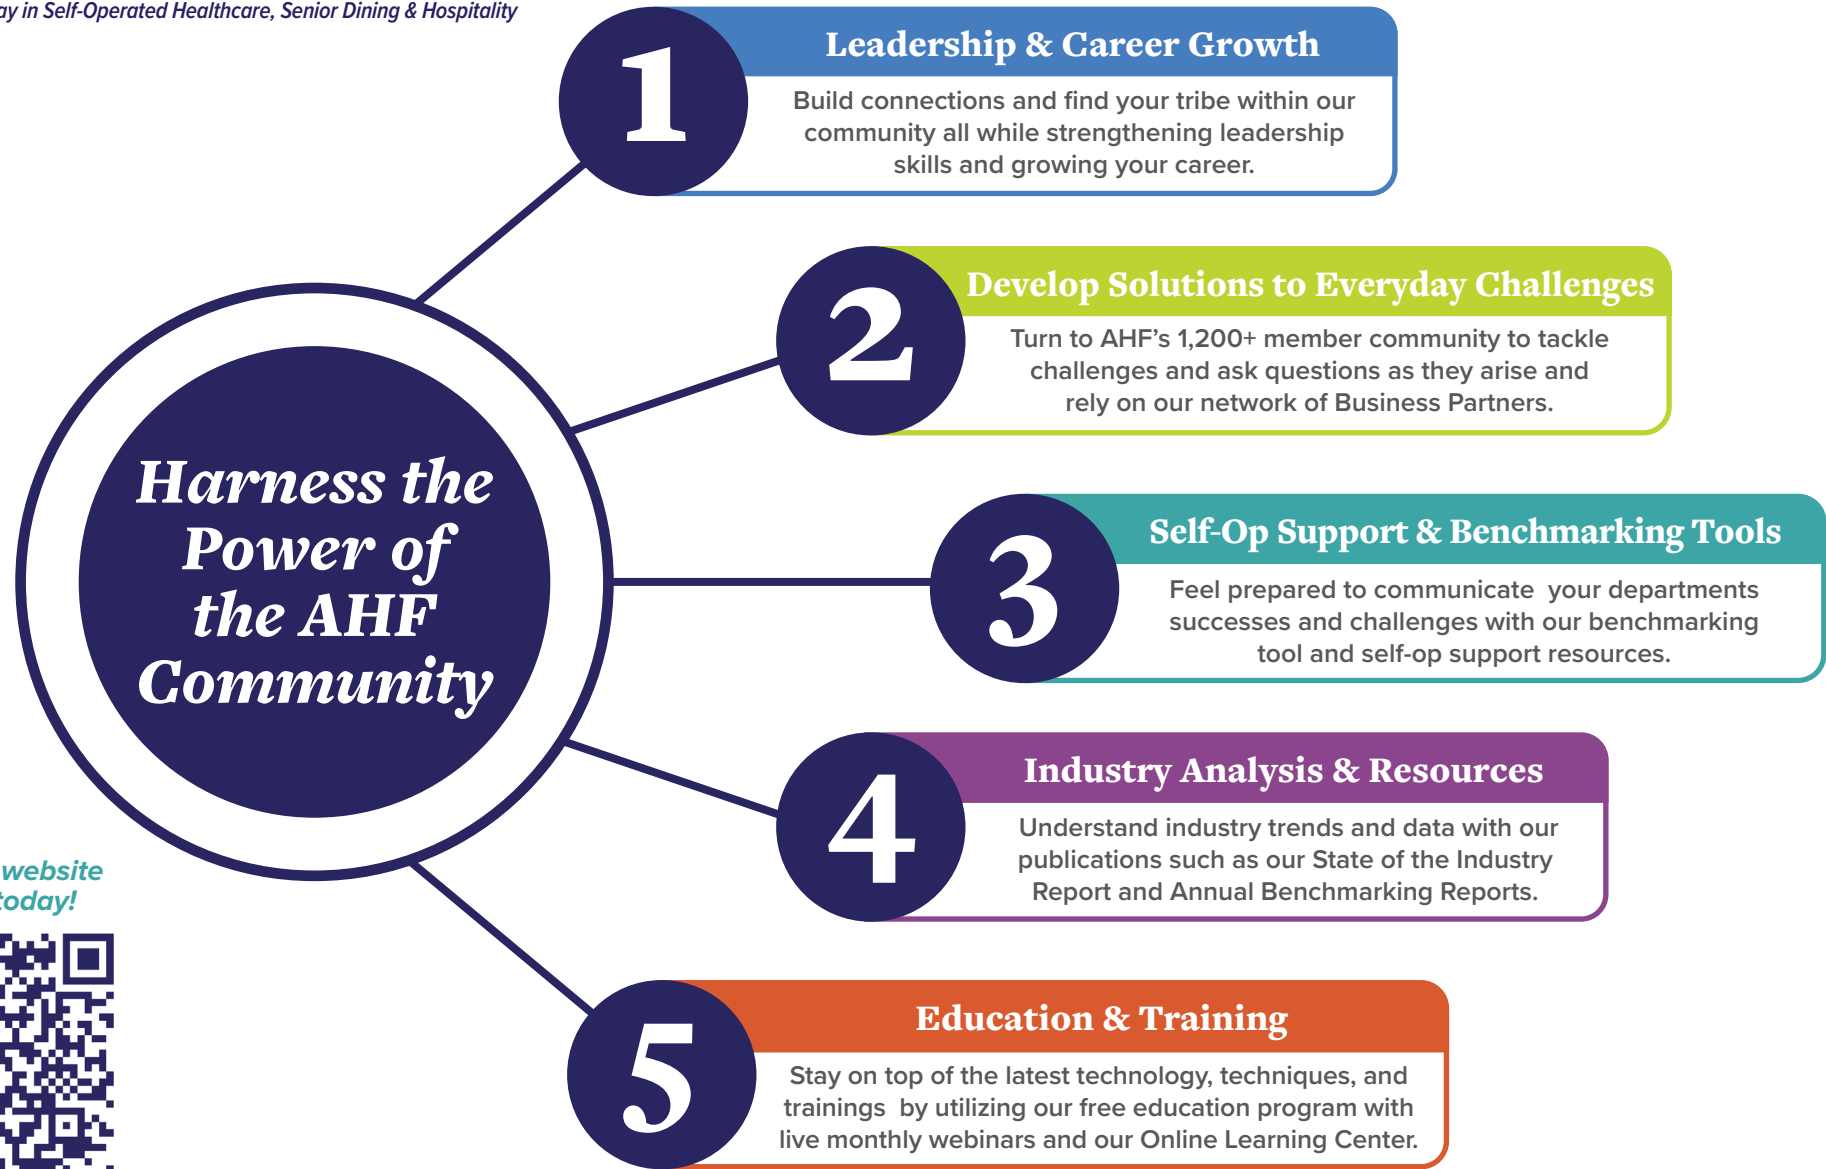 in Self-Operated Healthcare, Senior Dining & Hospitality
1
Leadership & Career Growth
Build connections and find your tribe within our
community all while strengthening leadership
skills and growing your career.
2
Develop Solutions to Everyday Challenges
Turn to AHF's 1,200+ member community to tackle
challenges and ask questions as they arise and
rely on our network of Business Partners.
Harness the
Power of
the AHF
Community
3
Self-Op Support & Benchmarking Tools
Feel prepared to communicate  your departments
successes and challenges with our benchmarking
tool and self-op support resources.
4
Industry Analysis & Resources
Understand industry trends and data with our
publications such as our State of the Industry
Report and Annual Benchmarking Reports.
website
today!
5
Education & Training
Stay on top of the latest technology, techniques, and
trainings  by utilizing our free education program with
live monthly webinars and our Online Learning Center.